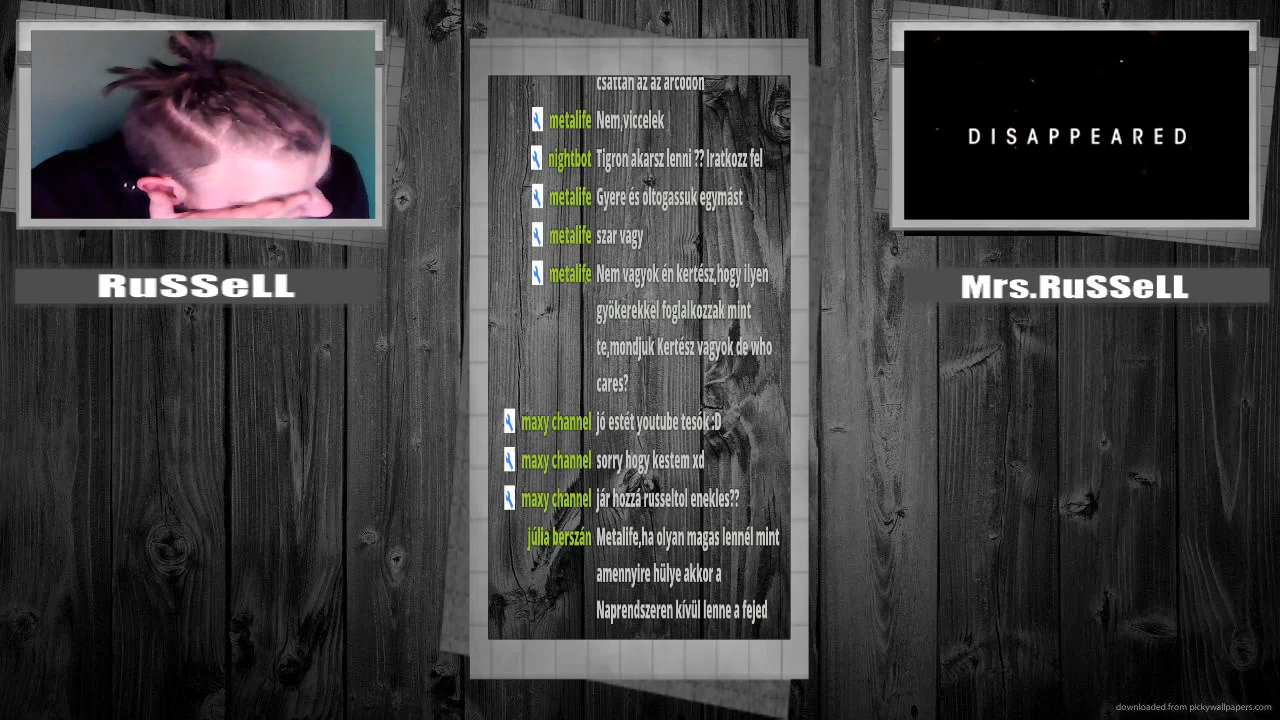 csattan az az arcodon
metalife Nem,viccelek
nightbot Tigron akarsz lenni ?? Iratkozz fel
metalife Gyere és oltogassuk egymást
metalife szar vagy
metalife Nem vagyok én kertész,hogy ilyen
gyökerekkel foglalkozzak mint
te,mondjuk Kertész vagyok de who
cares?
maxy channel jó estét youtube tesók :D
maxy channel sorry hogy kestem xd
maxy channel jár hozzá russeltol enekles??
júlia berszán Metalife,ha olyan magas lennél mint
amennyire hülye akkor a
Naprendszeren kívül lenne a fejed
DISAPPEARED
RuSSeLL
Mrs.RuSSeLL
downloaded from pickywallpapers.com